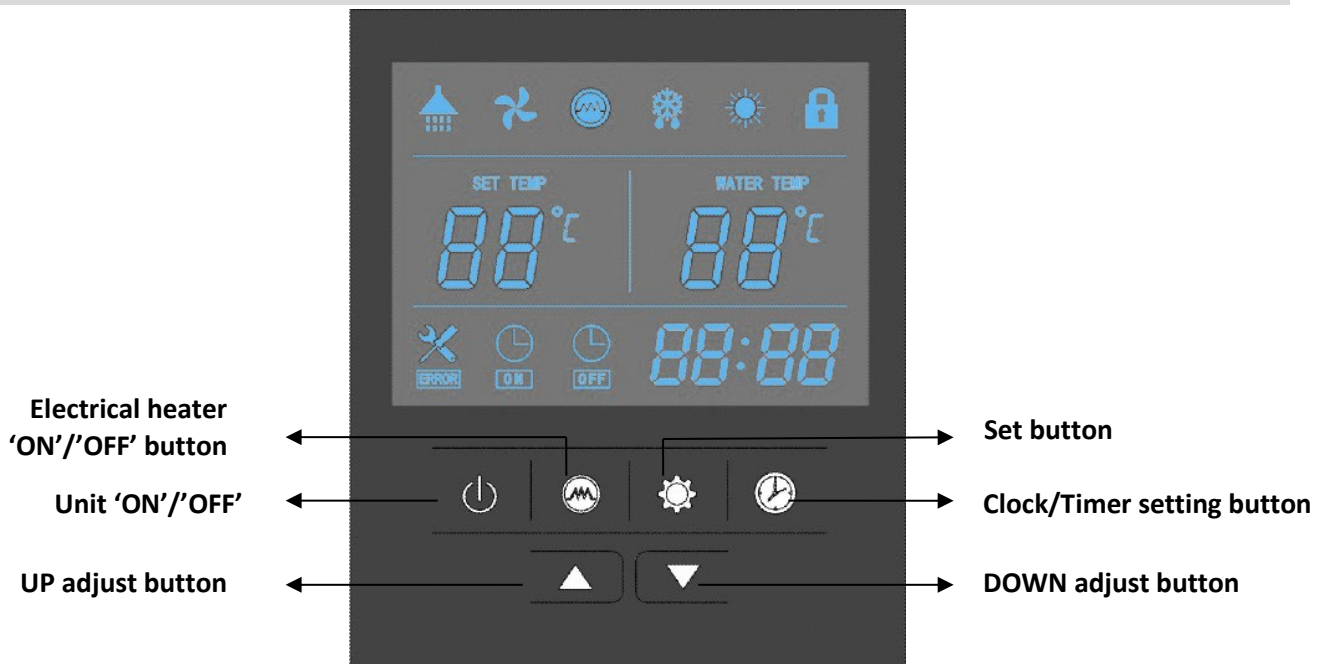 SET TEMP
WATER TEMP
88°C
88°C
ERROR
ON
OFF
88:88
Electrical heater
‘ON’/’OFF’ button
Set button
Unit ‘ON’/’OFF’
Clock/Timer setting button
UP adjust button
DOWN adjust button